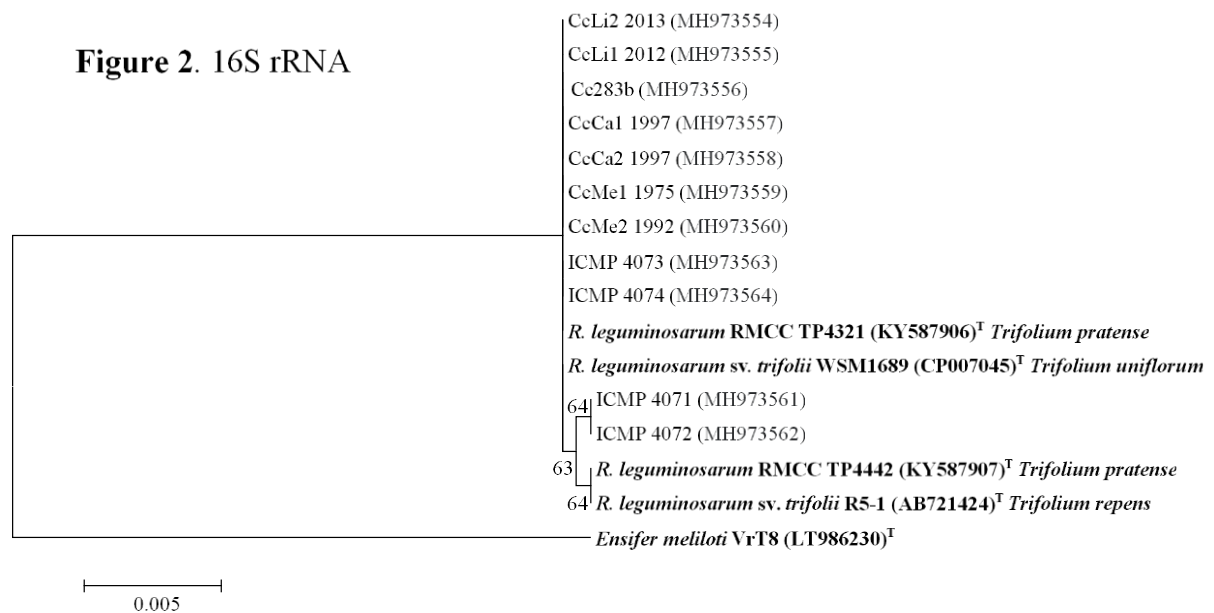 CcLi2 2013 (MH973554)
Figure 2. 16S rRNA
CcLi1 2012 (MH973555)
Cc283b (MH973556)
CcCa1 1997 (MH973557)
CcCa2 1997 (MH973558)
CcMe1 1975 (MH973559)
CcMe2 1992 (MH973560)
ICMP 4073 (MH973563)
ICMP 4074 (MH973564)
R. leguminosarum RMCC TP4321 (KY587906)T Trifolium pratense
R. leguminosarum sv. trifolii WSM1689 (CP007045)T Trifolium uniflorum
64 ICMP 4071 (MH973561)
ICMP 4072 (MH973562)
63
R. leguminosarum RMCC TP4442 (KY587907)T Trifolium pratense
64 R. leguminosarum sv. trifolii R5-1 (AB721424)T Trifolium repens
Ensifer meliloti VrT8 (LT986230)T
0.005